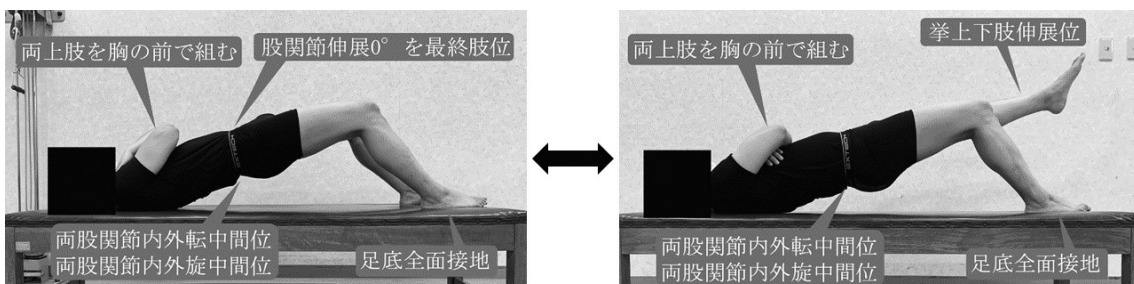 両上肢を胸の前で組む
股関節伸展0° を最終肢位
両股関節内外転中間位
両股関節内外旋中間位
足底全面接地
両上肢を胸の前で組む
挙上下肢伸展位
両股関節内外転中間位
両股関節内外旋中間位
足底全面接地